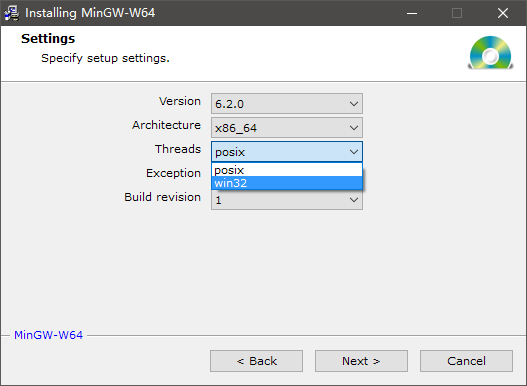 Installing MinGW-W64
Settings
Specify setup settings.
Version 6.2.0
Architecture x86_64
Threads posix
posix
Exception win32
Build revision 1
MinGW-W64
< Back Next > Cancel